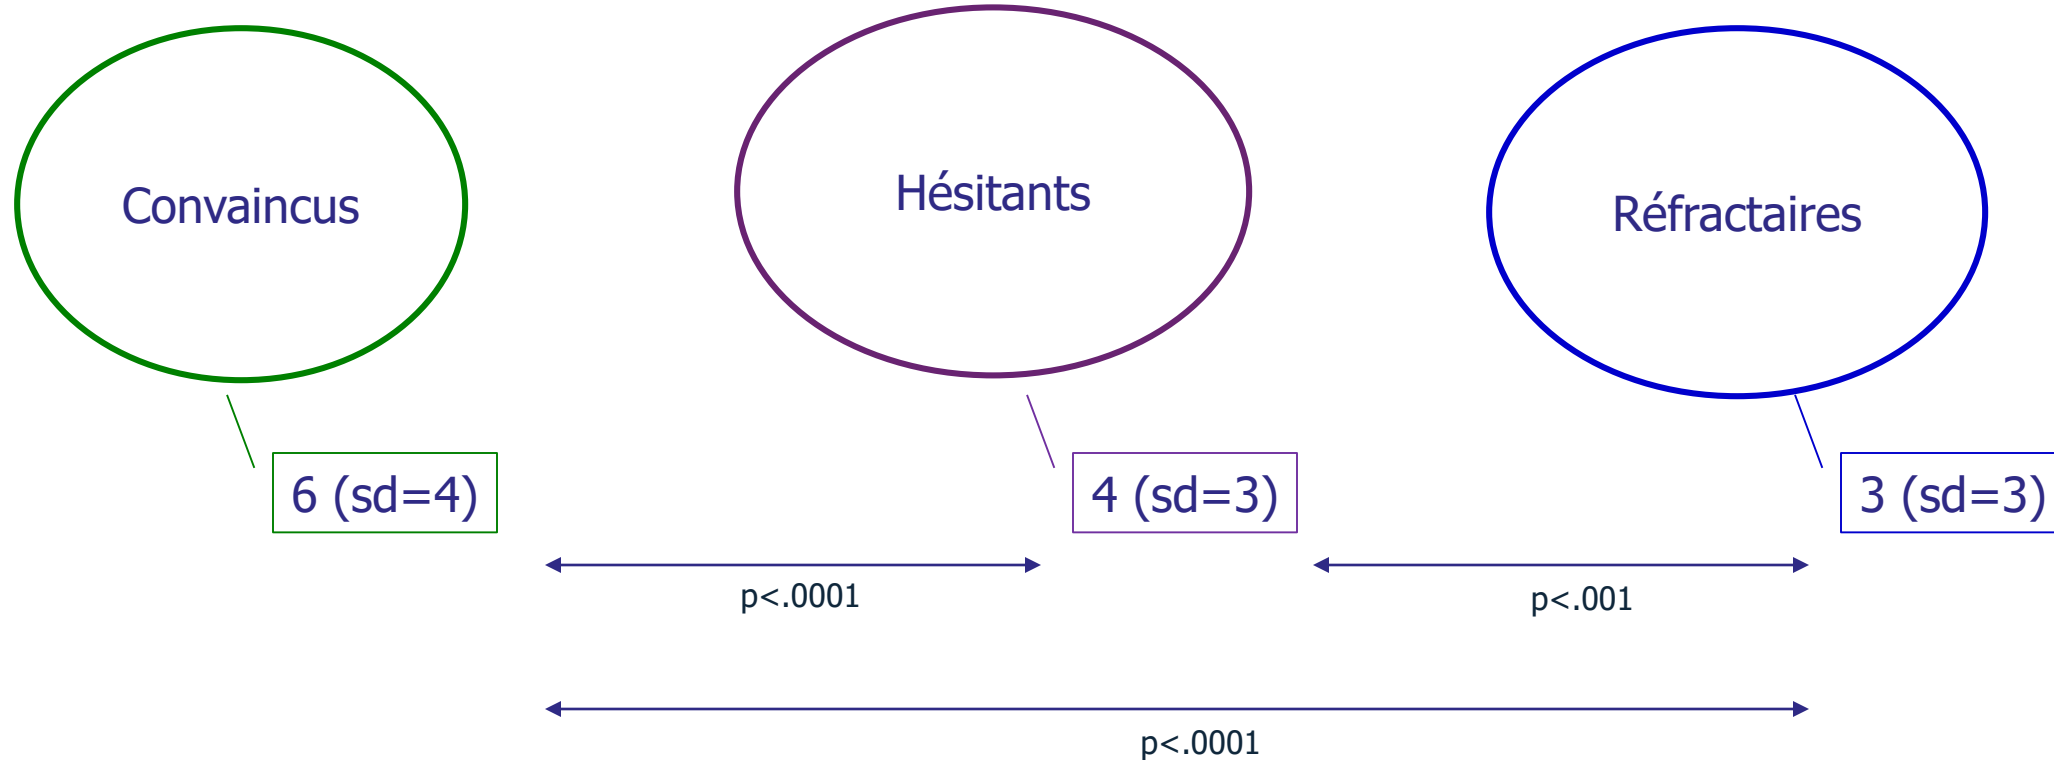 Convaincus
Hésitants
Réfractaires
6 (sd=4)
4 (sd=3)
3 (sd=3)
p<.0001
p<.001
p<.0001